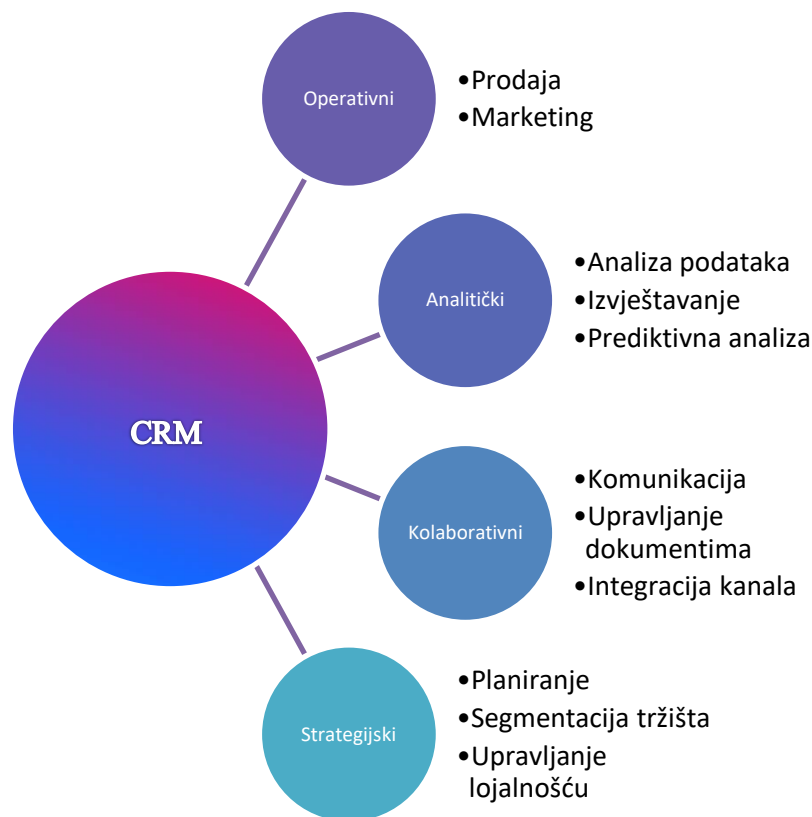 Operativni
•Prodaja
•Marketing
Analitički
•Analiza podataka
•Izvještavanje
•Prediktivna analiza
CRM
Kolaborativni
•Komunikacija
•Upravljanje
dokumentima
•Integracija kanala
Strategijski
•Planiranje
•Segmentacija tržišta
•Upravljanje
lojalnošću